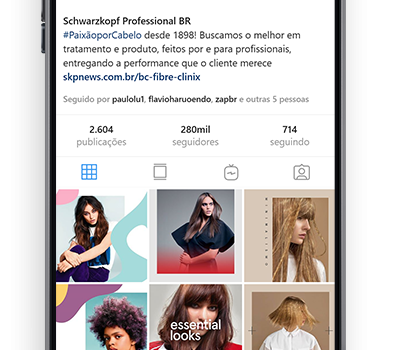 Schwarzkopf Professional BR
#PaixãoporCabelo desde 1898! Buscamos o melhor em
tratamento e produto, feitos por e para profissionais,
entregando a performance que o cliente merece
skpnews.com.br/bc-fibre-clinix
Seguido por paulolu1, flavioharuoendo, zapbr e outras 5 pessoas
2.604
publicações
280mil
seguidores
714
seguindo
essential
looks